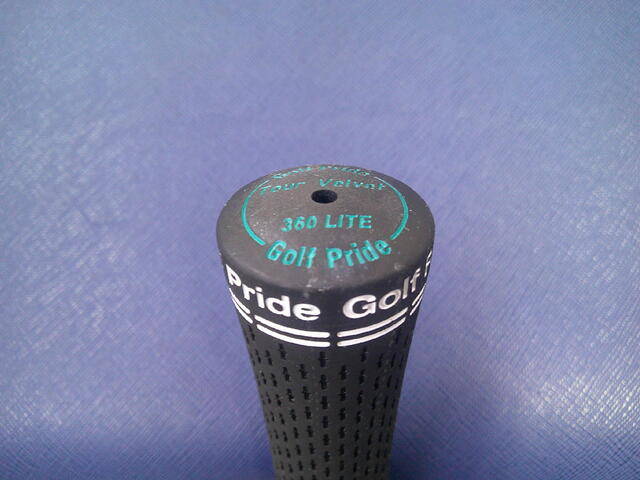 Tour Velvet
360 LITE
Golf Pride
Pride Golf